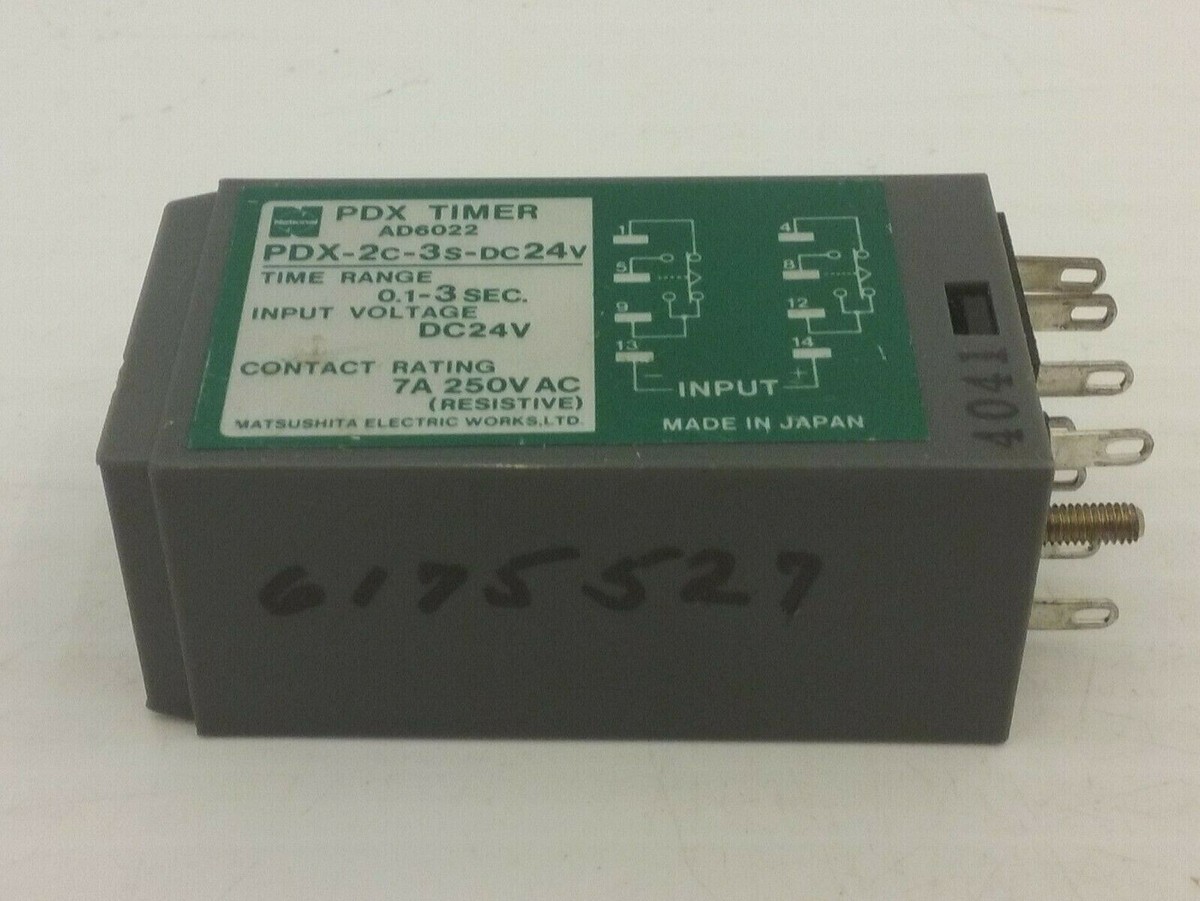 National
PDX TIMER
AD6022
PDX-2C-3S-DC24V
TIME RANGE
0.1-3 SEC.
INPUT VOLTAGE
DC24V
CONTACT RATING
7A 250V AC
(RESISTIVE)
MATSUSHITA ELECTRIC WORKS,LTD.
1 4
5 8
9 12
13 14
− INPUT +
MADE IN JAPAN
40411
6175527